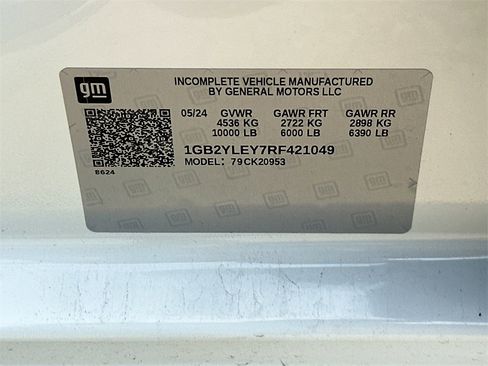 gm
INCOMPLETE VEHICLE MANUFACTURED
BY GENERAL MOTORS LLC
05/24 GVWR GAWR FRT GAWR RR
4536 KG 2722 KG 2898 KG
10000 LB 6000 LB 6390 LB
1GB2YLEY7RF421049
MODEL: 79CK20953
8624